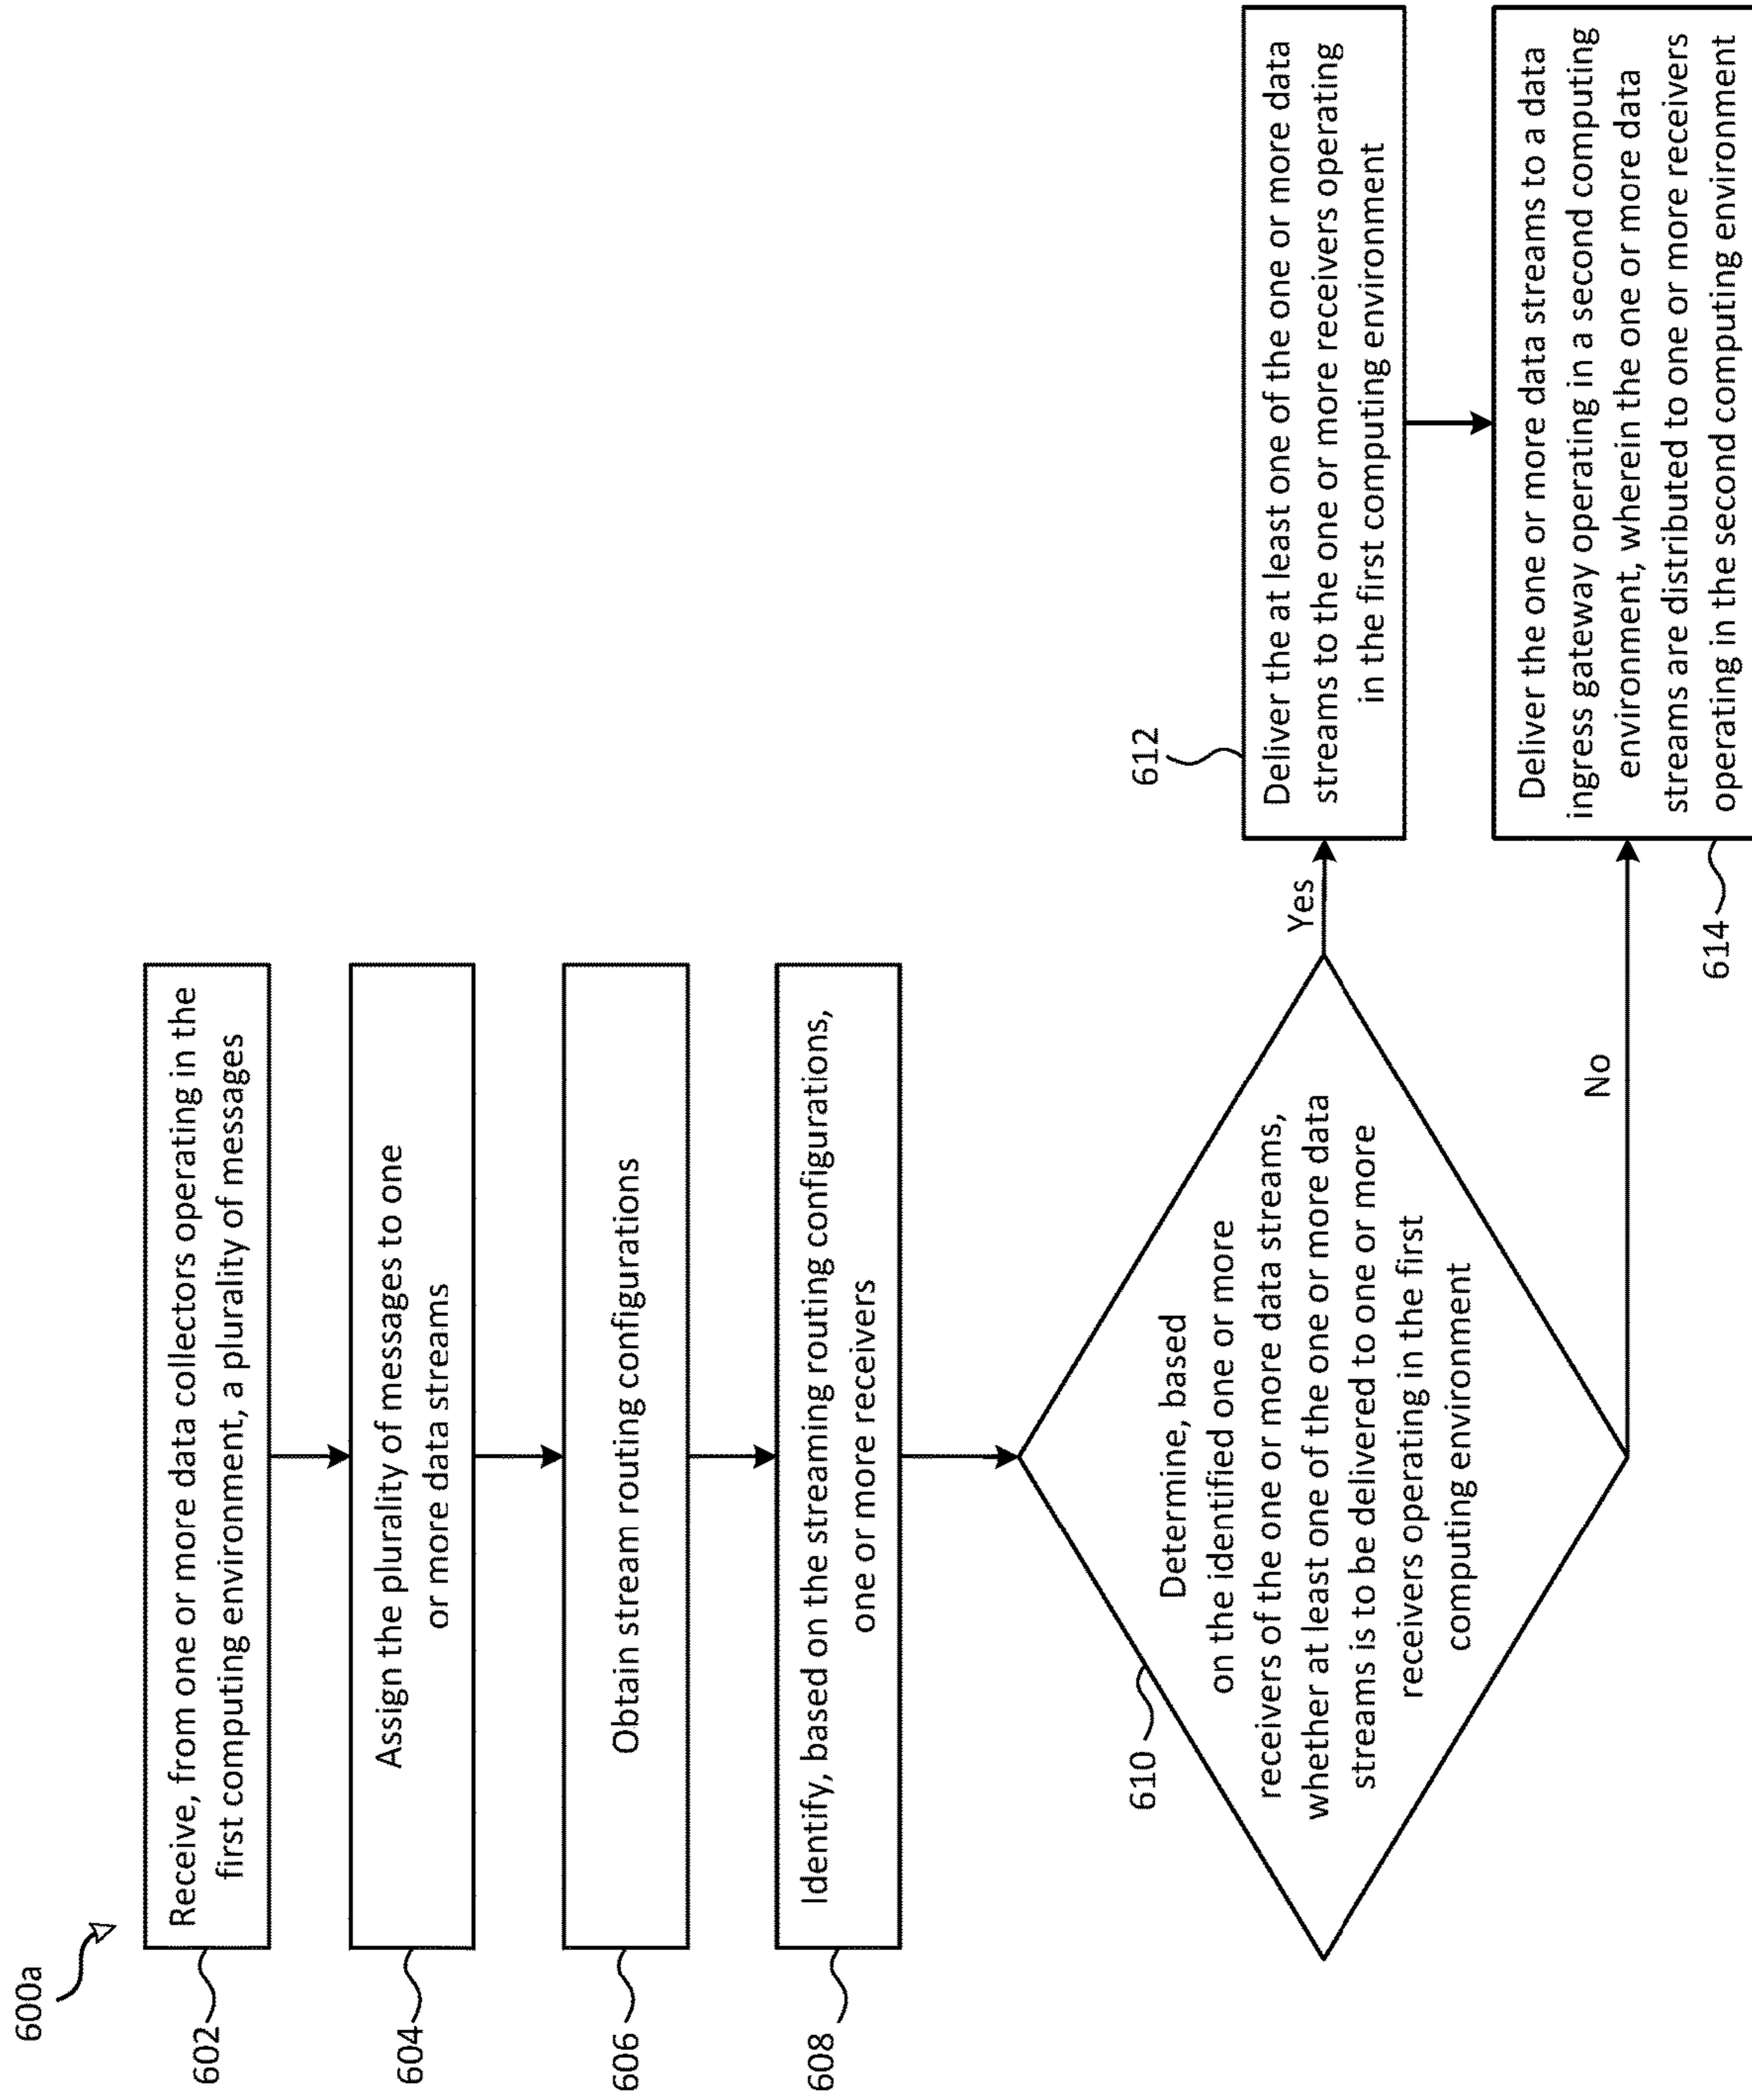 600a
602
Receive, from one or more data collectors operating in the
first computing environment, a plurality of messages
604
Assign the plurality of messages to one
or more data streams
606
Obtain stream routing configurations
608
Identify, based on the streaming routing configurations,
one or more receivers
610
Determine, based
on the identified one or more
receivers of the one or more data streams,
whether at least one of the one or more data
streams is to be delivered to one or more
receivers operating in the first
computing environment
Yes
612
Deliver the at least one of the one or more data
streams to the one or more receivers operating
in the first computing environment
No
614
Deliver the one or more data streams to a data
ingress gateway operating in a second computing
environment, wherein the one or more data
streams are distributed to one or more receivers
operating in the second computing environment